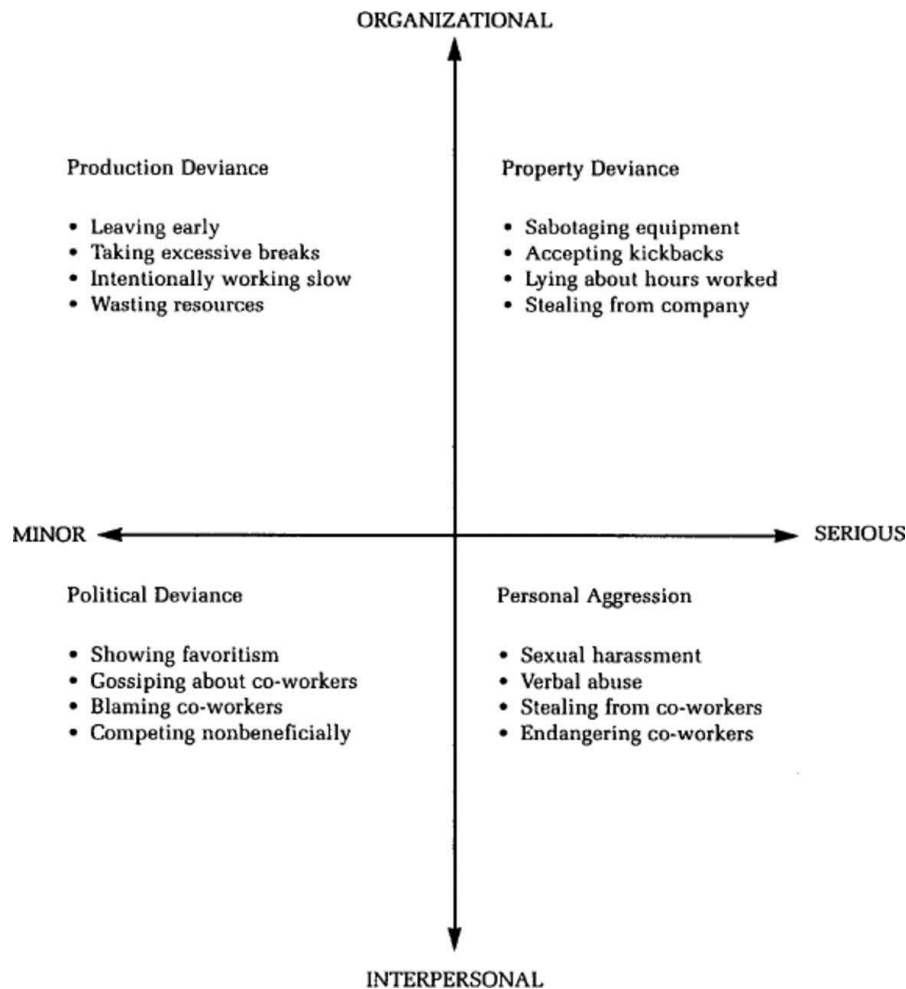 ORGANIZATIONAL
Production Deviance
• Leaving early
• Taking excessive breaks
• Intentionally working slow
• Wasting resources
Property Deviance
• Sabotaging equipment
• Accepting kickbacks
• Lying about hours worked
• Stealing from company
MINOR
SERIOUS
Political Deviance
• Showing favoritism
• Gossiping about co-workers
• Blaming co-workers
• Competing nonbeneficially
Personal Aggression
• Sexual harassment
• Verbal abuse
• Stealing from co-workers
• Endangering co-workers
INTERPERSONAL